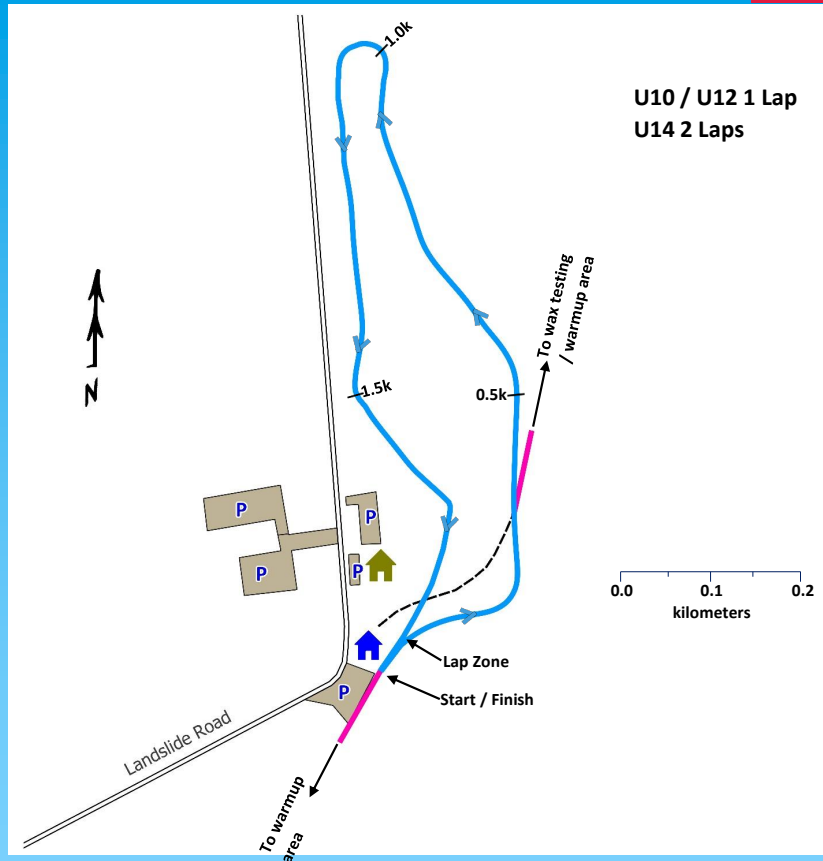 1.0k
U10 / U12 1 Lap
U14 2 Laps
To wax testing
/ warmup area
N
1.5k
0.5k
P
P
P
P
0.0
0.1
0.2
kilometers
Lap Zone
P
Start / Finish
Landslide Road
To warmup
area